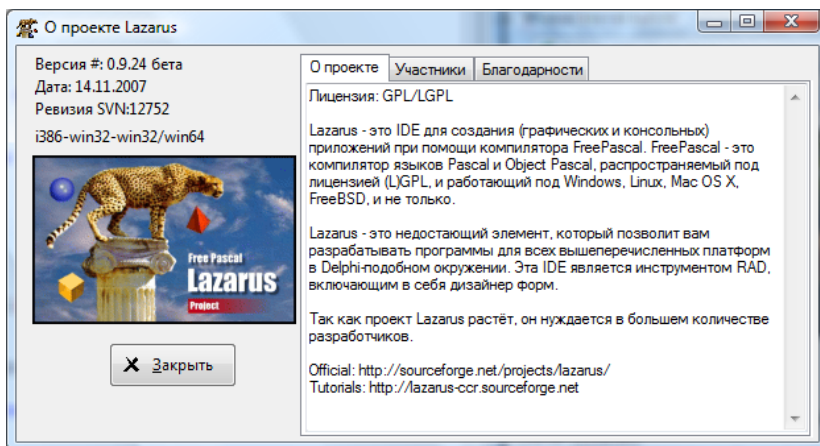 О проекте Lazarus
Версия #: 0.9.24 бета
Дата: 14.11.2007
Ревизия SVN:12752
i386-win32-win32/win64
Free Pascal
Lazarus
Project
Закрыть
О проекте
Участники
Благодарности
Лицензия: GPL/LGPL
Lazarus - это IDE для создания (графических и консольных)
приложений при помощи компилятора FreePascal. FreePascal - это
компилятор языков Pascal и Object Pascal, распространяемый под
лицензией (L)GPL, и работающий под Windows, Linux, Mac OS X,
FreeBSD, и не только.
Lazarus - это недостающий элемент, который позволит вам
разрабатывать программы для всех вышеперечисленных платформ
в Delphi-подобном окружении. Эта IDE является инструментом RAD,
включающим в себя дизайнер форм.
Так как проект Lazarus растёт, он нуждается в большем количестве
разработчиков.
Official: http://sourceforge.net/projects/lazarus/
Tutorials: http://lazarus-ccr.sourceforge.net